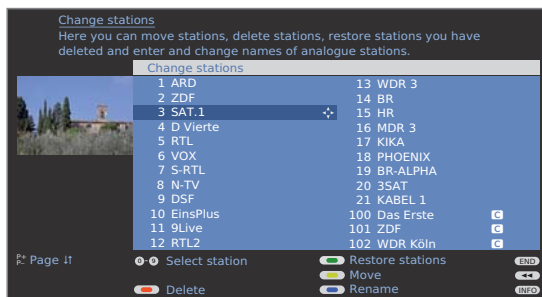 Change stations
Here you can move stations, delete stations, restore stations you have
deleted and enter and change names of analogue stations.
Change stations
1 ARD
2 ZDF
3 SAT.1
4 D Vierte
5 RTL
6 VOX
7 S-RTL
8 N-TV
9 DSF
10 EinsPlus
11 9Live
12 RTL2
13 WDR 3
14 BR
15 HR
16 MDR 3
17 KIKA
18 PHOENIX
19 BR-ALPHA
20 3SAT
21 KABEL 1
100 Das Erste C
101 ZDF C
102 WDR Köln C
P+ P- Page
0-9 Select station
Restore stations END
Move
Delete
Rename INFO